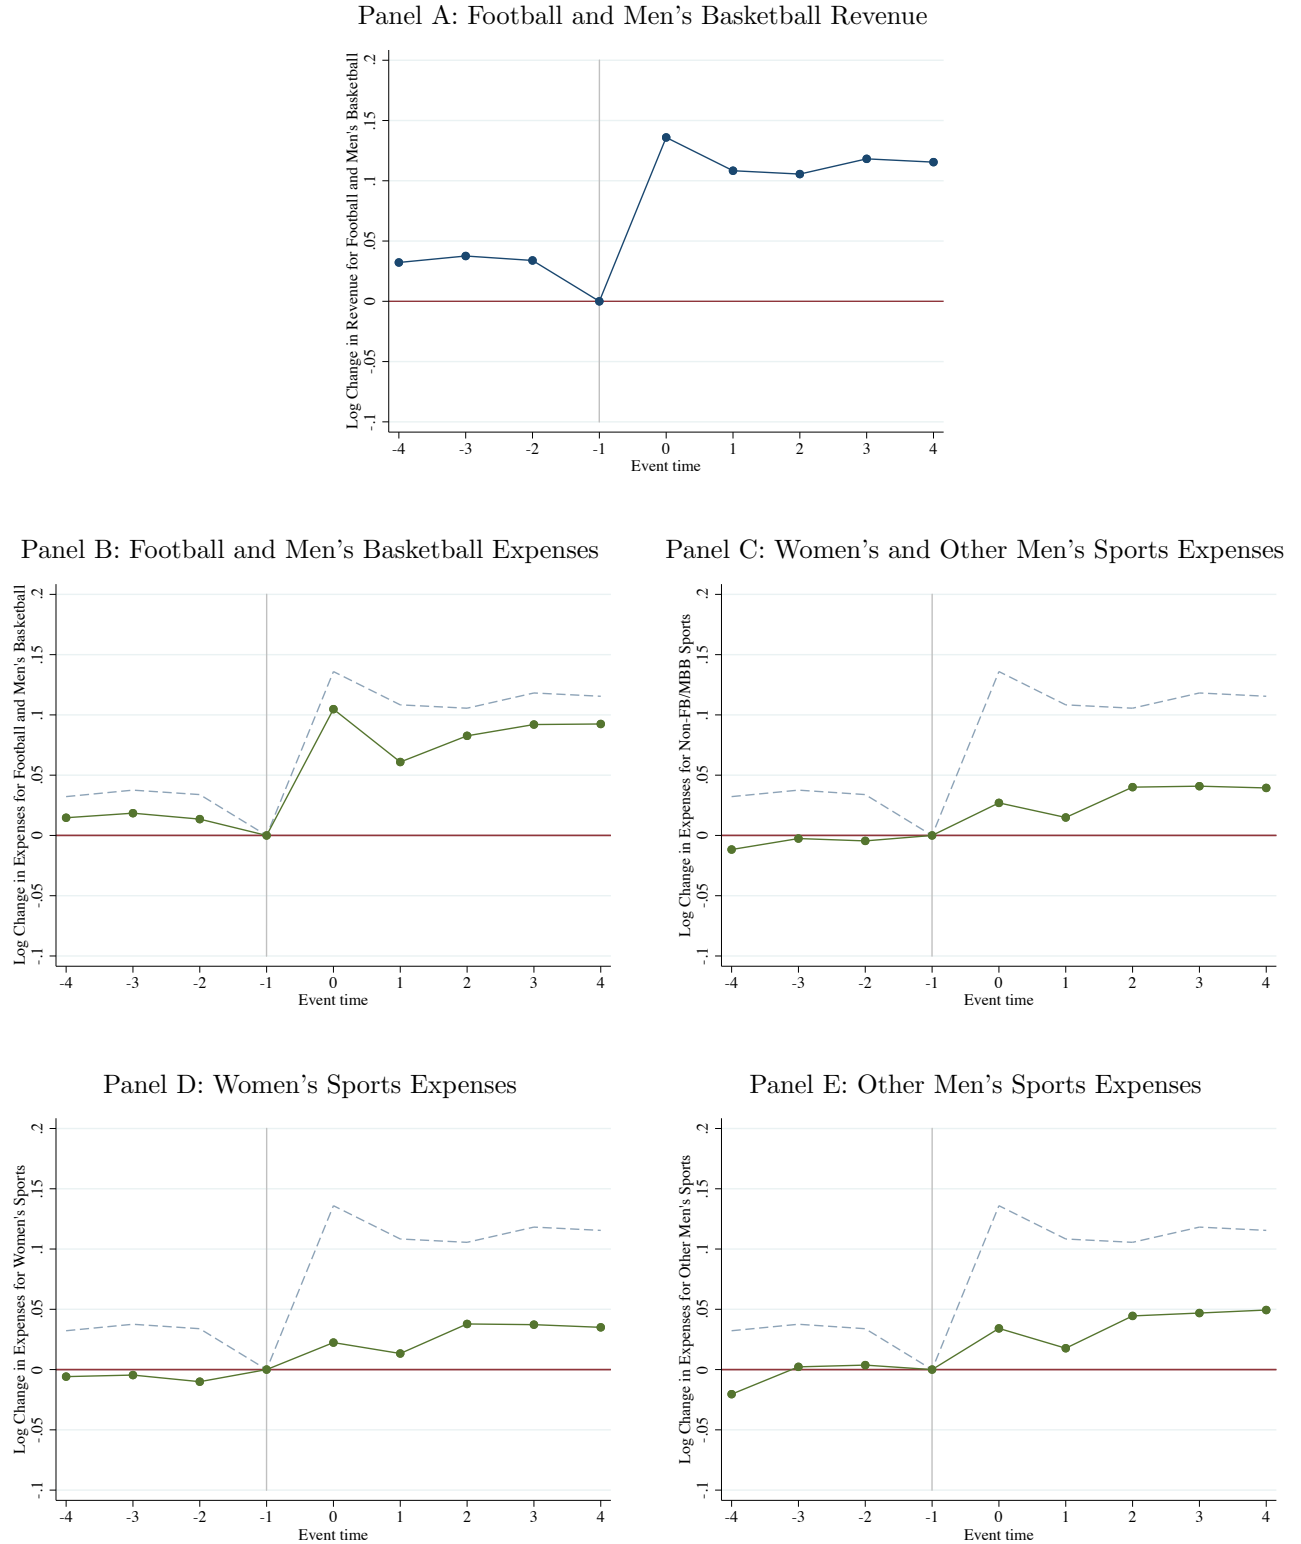 Panel A: Football and Men's Basketball Revenue
Log Change in Revenue for Football and Men's Basketball
.2
.15
.1
.05
0
-.05
-.1
-4 -3 -2 -1 0 1 2 3 4
Event time
Panel B: Football and Men's Basketball Expenses
Log Change in Expenses for Football and Men's Basketball
.2
.15
.1
.05
0
-.05
-.1
-4 -3 -2 -1 0 1 2 3 4
Event time
Panel C: Women's and Other Men's Sports Expenses
Log Change in Expenses for Non-FB/MBB Sports
.2
.15
.1
.05
0
-.05
-.1
-4 -3 -2 -1 0 1 2 3 4
Event time
Panel D: Women's Sports Expenses
Log Change in Expenses for Women's Sports
.2
.15
.1
.05
0
-.05
-.1
-4 -3 -2 -1 0 1 2 3 4
Event time
Panel E: Other Men's Sports Expenses
Log Change in Expenses for Other Men's Sports
.2
.15
.1
.05
0
-.05
-.1
-4 -3 -2 -1 0 1 2 3 4
Event time